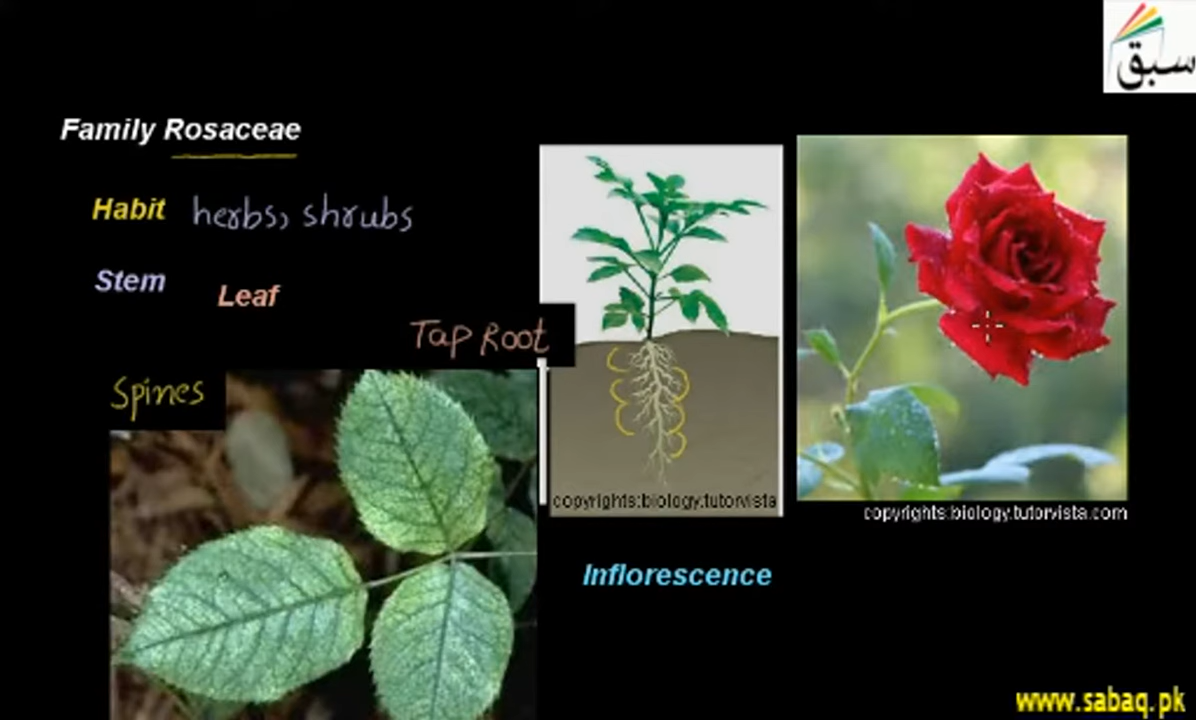 سبق
Family Rosaceae
Habit herbs, shrubs
Stem
Leaf
Tap Root
Spines
copyrights:biology.tutorvista
copyrights:biology.tutorvista.com
Inflorescence
www.sabaq.pk